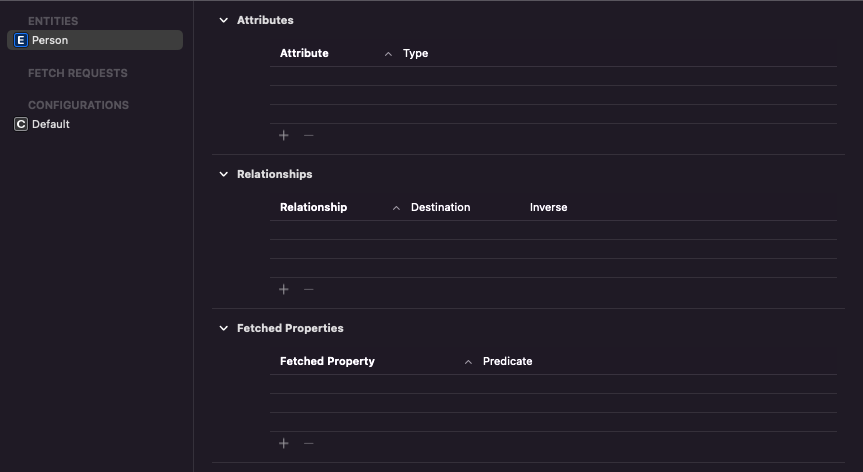 ENTITIES
E Person
FETCH REQUESTS
CONFIGURATIONS
C Default
Attributes
Attribute Type
Relationships
Relationship Destination Inverse
Fetched Properties
Fetched Property Predicate